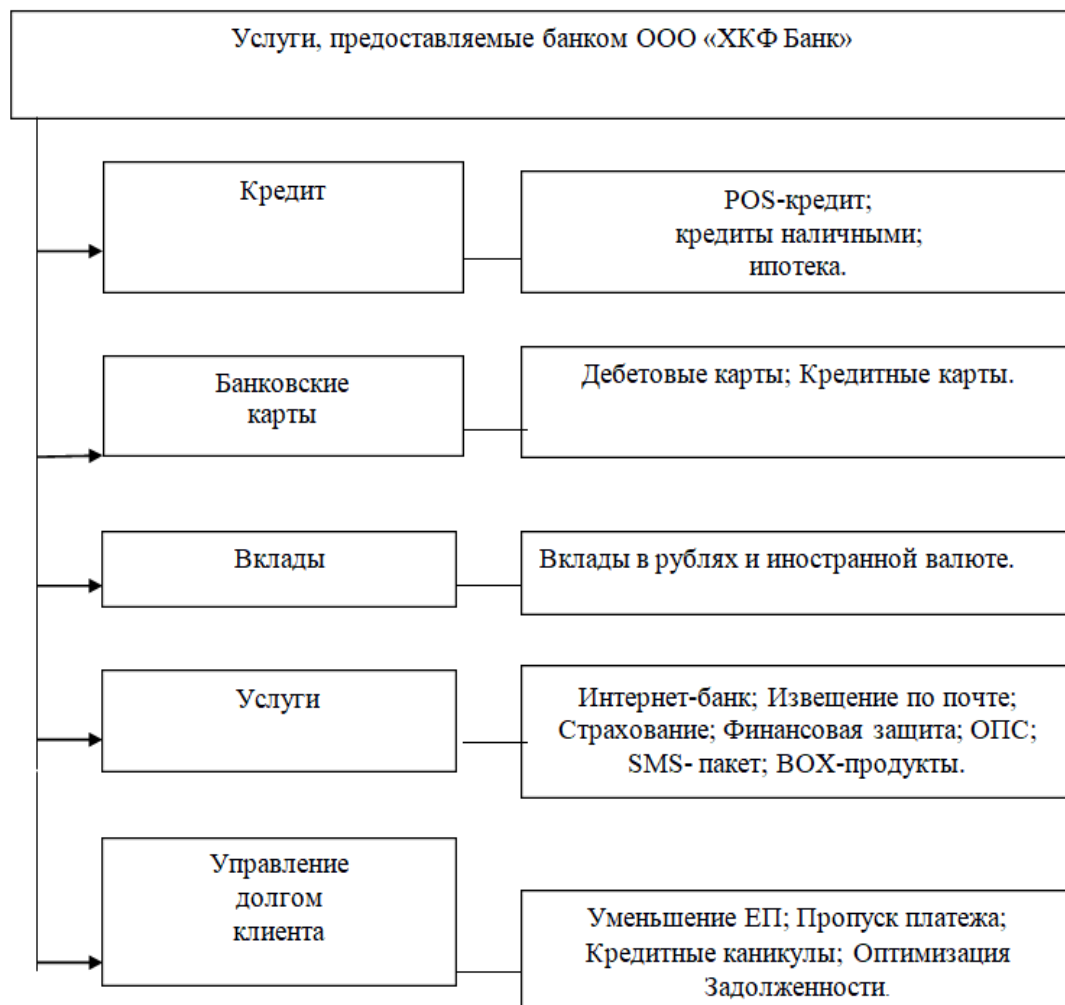 Услуги, предоставляемые банком ООО «ХКФ Банк»
Кредит
POS-кредит;
кредиты наличными;
ипотека.
Банковские
карты
Дебетовые карты; Кредитные карты.
Вклады
Вклады в рублях и иностранной валюте.
Услуги
Интернет-банк; Извещение по почте;
Страхование; Финансовая защита; ОПС;
SMS- пакет; BOX-продукты.
Управление
долгом
клиента
Уменьшение ЕП; Пропуск платежа;
Кредитные каникулы; Оптимизация
Задолженности.